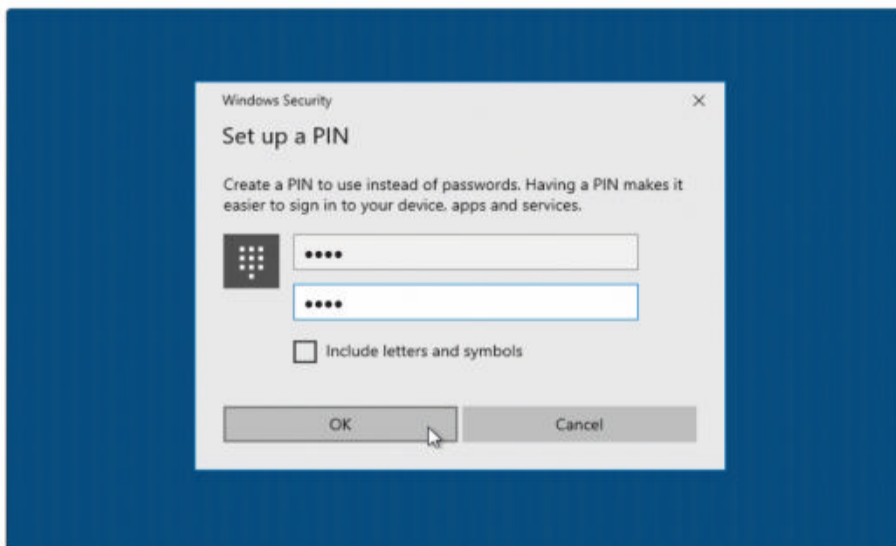 Windows Security
Set up a PIN
Create a PIN to use instead of passwords. Having a PIN makes it
easier to sign in to your device, apps and services.
••••
••••
Include letters and symbols
OK
Cancel